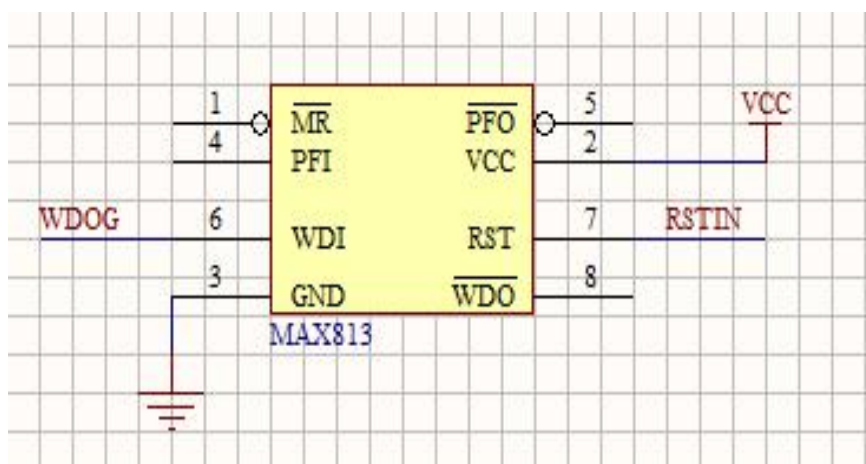 1 MR PFO 5 VCC
4 PFI VCC 2
WDOG 6 WDI RST 7 RSTIN
3 GND WDO 8
MAX813